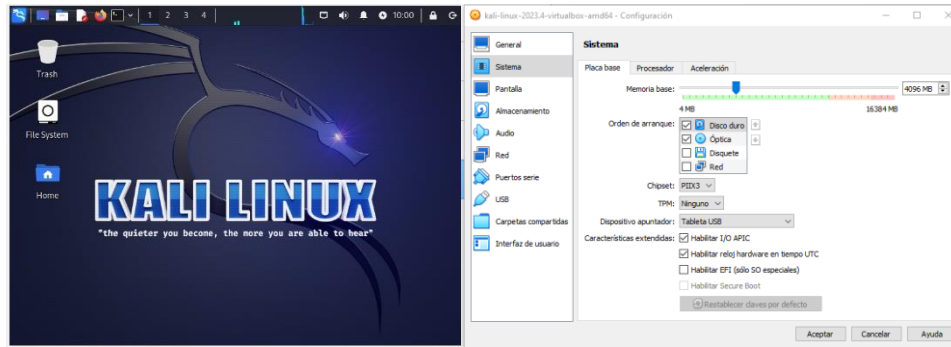 1 2 3 4
10:00
Trash
File System
Home
KALI LINUX
"the quieter you become, the more you are able to hear"
kali-linux-2023.4-virtualbox-amd64 - Configuración
General
Sistema
Pantalla
Almacenamiento
Audio
Red
Puertos serie
USB
Carpetas compartidas
Interfaz de usuario
Sistema
Placa base Procesador Aceleración
Memoria base: 4096 MB
4 MB 16384 MB
Orden de arranque: Disco duro
Óptica
Disquete
Red
Chipset: PIIX3
TPM: Ninguno
Dispositivo apuntador: Tableta USB
Características extendidas: Habilitar I/O APIC
Habilitar reloj hardware en tiempo UTC
Habilitar EFI (sólo SO especiales)
Habilitar Secure Boot
Restablecer claves por defecto
Aceptar Cancelar Ayuda